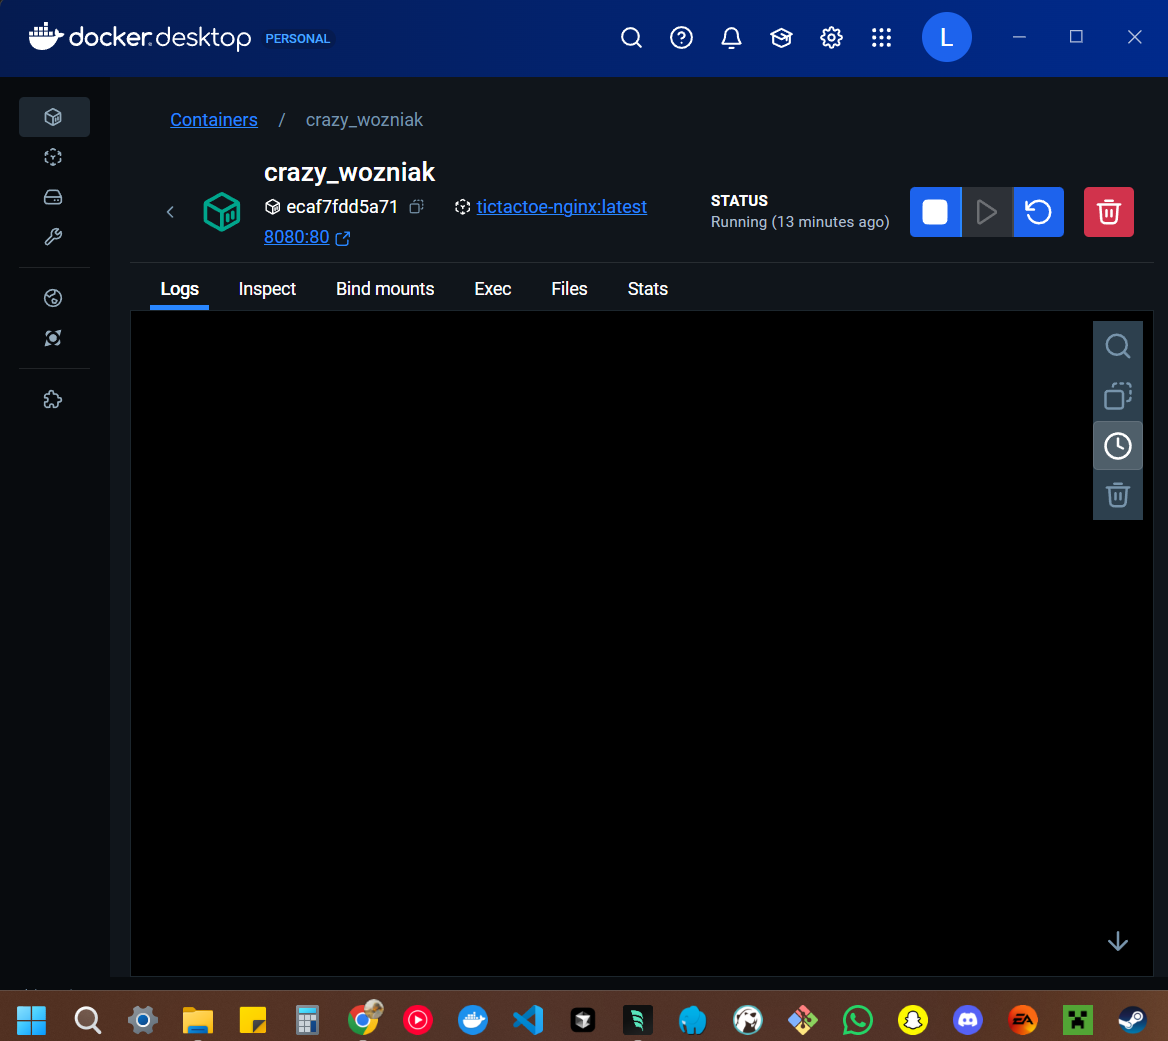 docker.desktop PERSONAL
L
Containers / crazy_wozniak
crazy_wozniak
ecaf7fdd5a71 tictactoe-nginx:latest
8080:80
STATUS
Running (13 minutes ago)
Logs Inspect Bind mounts Exec Files Stats
EA